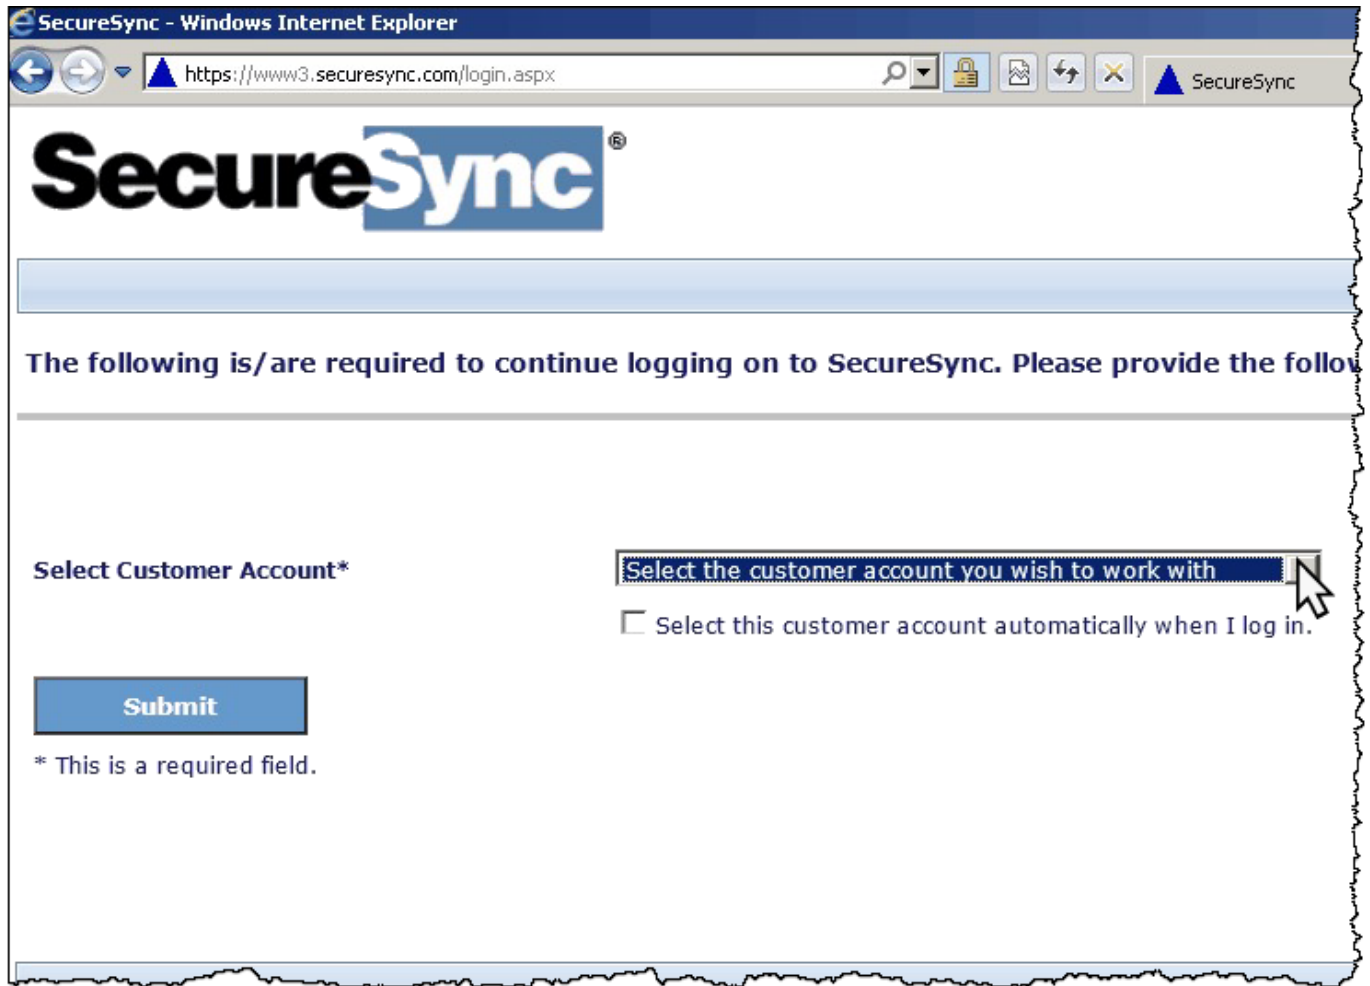 SecureSync - Windows Internet Explorer
https://www3.securesync.com/login.aspx
SecureSync
SecureSync®
The following is/are required to continue logging on to SecureSync. Please provide the
Select Customer Account*
Select the customer account you wish to work with
Select this customer account automatically when I log in.
Submit
* This is a required field.